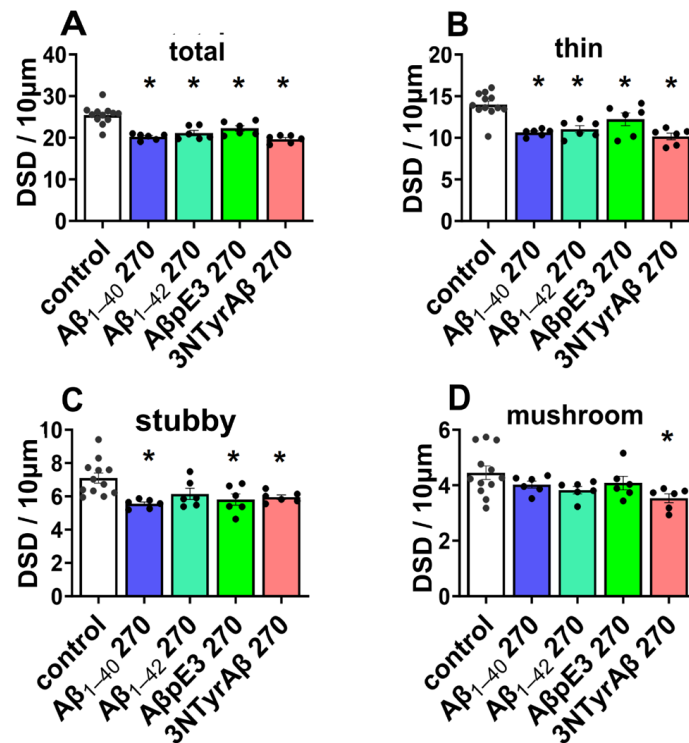 A
total
DSD / 10µm
40
30
20
10
0
* * * *
control
Aβ1–40 270
Aβ1–42 270
AβpE3 270
3NTyrAβ 270
B
thin
DSD / 10µm
20
15
10
5
0
* * * *
control
Aβ1–40 270
Aβ1–42 270
AβpE3 270
3NTyrAβ 270
C
stubby
DSD / 10µm
10
8
6
4
2
0
* * *
control
Aβ1–40 270
Aβ1–42 270
AβpE3 270
3NTyrAβ 270
D
mushroom
DSD / 10µm
6
4
2
0
*
control
Aβ1–40 270
Aβ1–42 270
AβpE3 270
3NTyrAβ 270